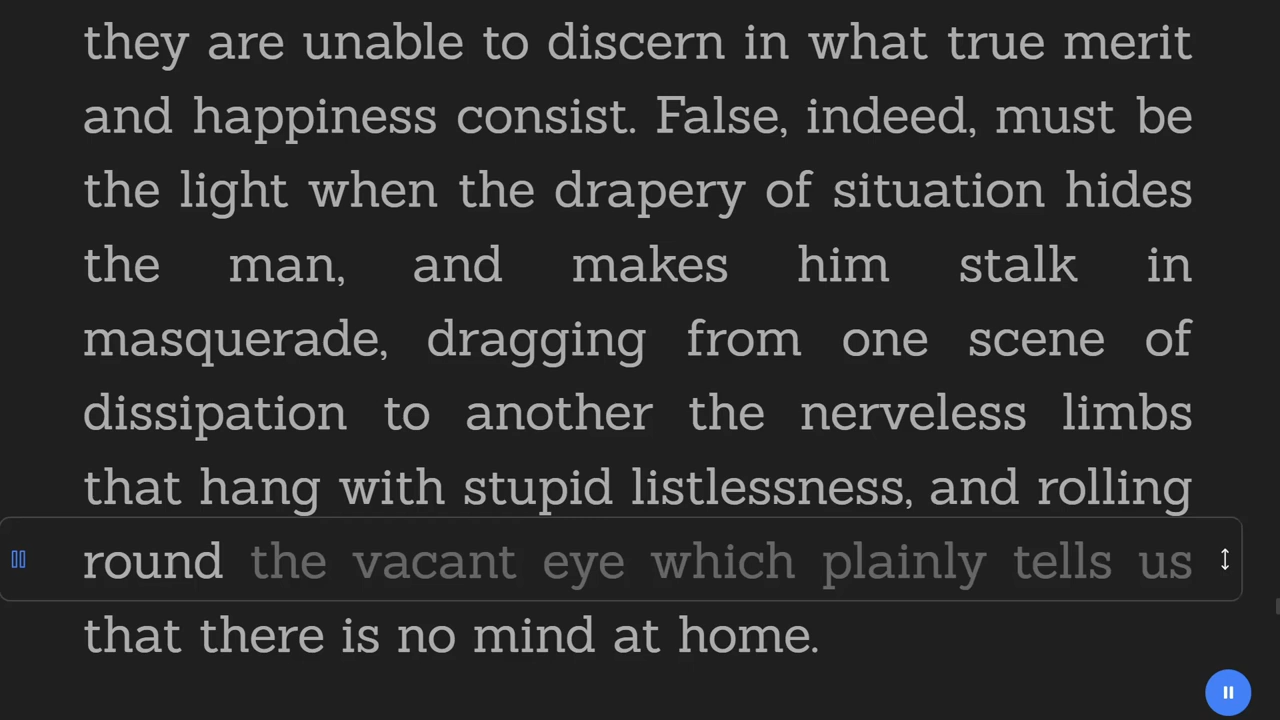 they are unable to discern in what true merit
and happiness consist. False, indeed, must be
the light when the drapery of situation hides
the man, and makes him stalk in
masquerade, dragging from one scene of
dissipation to another the nerveless limbs
that hang with stupid listlessness, and rolling
round the vacant eye which plainly tells us
that there is no mind at home.